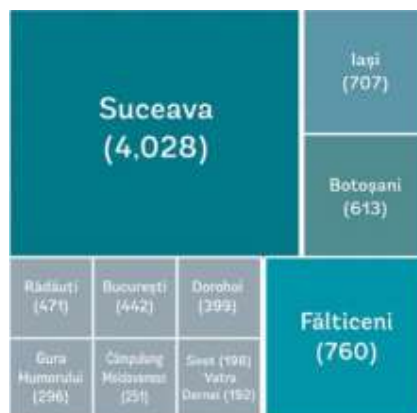 Suceava
(4,028)
Iași
(707)
Botoșani
(613)
Rădăuți
(471)
București
(442)
Dorohoi
(399)
Fălticeni
(760)
Gura
Humorului
(296)
Câmpulung
Moldovenesc
(251)
Siret (198)
Vatra
Dornei (192)